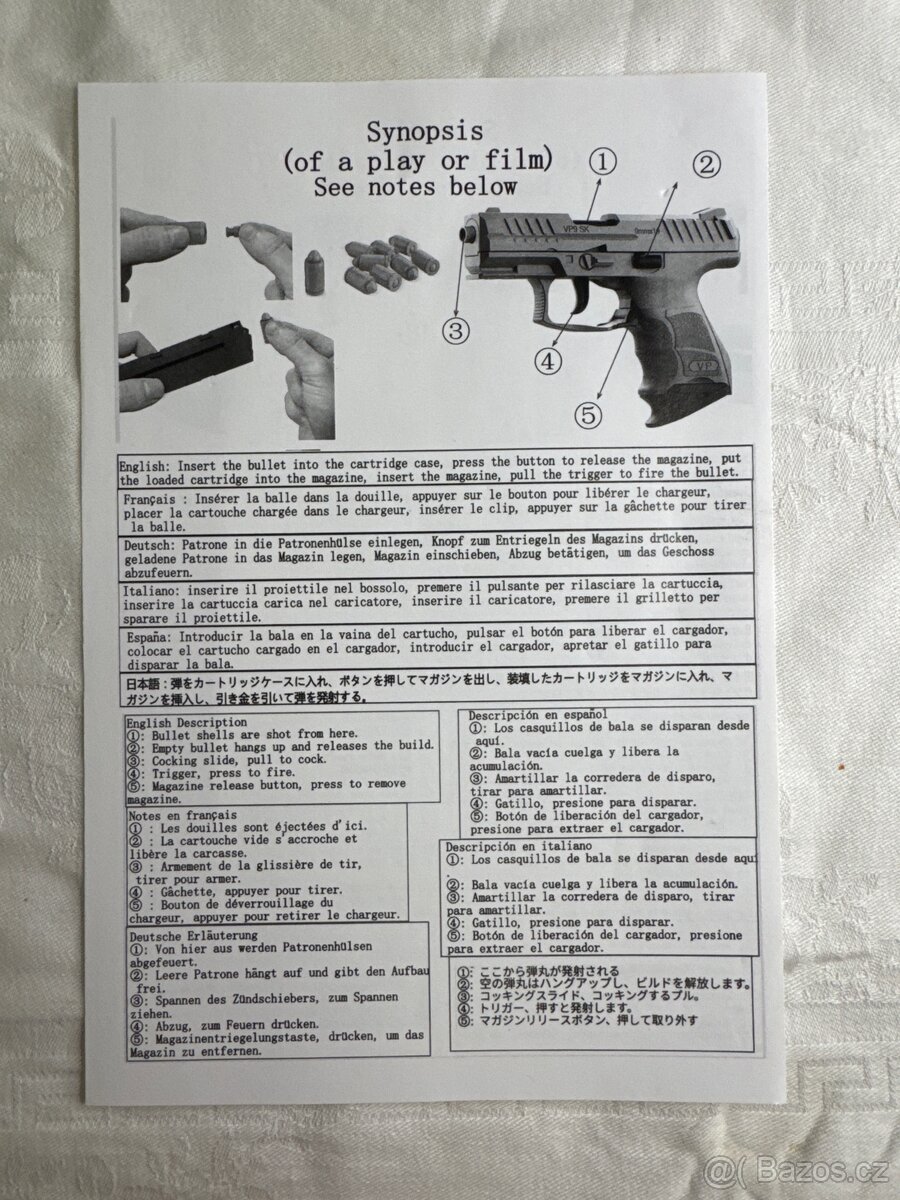 Synopsis
(of a play or film)
See notes below
①
②
VP9 SK
③
④
⑤
VP
English: Insert the bullet into the cartridge case, press the button to release the magazine, put
the loaded cartridge into the magazine, insert the magazine, pull the trigger to fire the bullet.
Français : Insérer la balle dans la douille, appuyer sur le bouton pour libérer le chargeur,
placer la cartouche chargée dans le chargeur, insérer le clip, appuyer sur la gâchette pour tirer
la balle.
Deutsch: Patrone in die Patronenhülse einlegen, Knopf zum Entriegeln des Magazins drücken,
geladene Patrone in das Magazin legen, Magazin einschieben, Abzug betätigen, um das Geschoss
abzufeuern.
Italiano: inserire il proiettile nel bossolo, premere il pulsante per rilasciare la cartuccia,
inserire la cartuccia carica nel caricatore, inserire il caricatore, premere il grilletto per
sparare il proiettile.
España: Introducir la bala en la vaina del cartucho, pulsar el botón para liberar el cargador,
colocar el cartucho cargado en el cargador, introducir el cargador, apretar el gatillo para
disparar la bala.
日本語：弾をカートリッジケースに入れ、ボタンを押してマガジンを出し、装填したカートリッジをマガジンに入れ、マ
ガジンを挿入し、引き金を引いて弾を発射する。
English Description
①: Bullet shells are shot from here.
②: Empty bullet hangs up and releases the build.
③: Cocking slide, pull to cock.
④: Trigger, press to fire.
⑤: Magazine release button, press to remove
magazine.
Notes en français
① : Les douilles sont éjectées d'ici.
② : La cartouche vide s'accroche et
libère la carcasse.
③ : Armement de la glissière de tir,
tirer pour armer.
④ : Gâchette, appuyer pour tirer.
⑤ : Bouton de déverrouillage du
chargeur, appuyer pour retirer le chargeur.
Deutsche Erläuterung
①: Von hier aus werden Patronenhülsen
abgefeuert.
②: Leere Patrone hängt auf und gibt den Aufbau
frei.
③: Spannen des Zündschiebers, zum Spannen
ziehen.
④: Abzug, zum Feuern drücken.
⑤: Magazinentriegelungstaste, drücken, um das
Magazin zu entfernen.
Descripción en español
①: Los casquillos de bala se disparan desde
aquí.
②: Bala vacía cuelga y libera la
acumulación.
③: Amartillar la corredera de disparo,
tirar para amartillar.
④: Gatillo, presione para disparar.
⑤: Botón de liberación del cargador,
presione para extraer el cargador.
Descripción en italiano
①: Los casquillos de bala se disparan desde aquí
.
②: Bala vacía cuelga y libera la acumulación.
③: Amartillar la corredera de disparo, tirar
para amartillar.
④: Gatillo, presione para disparar.
⑤: Botón de liberación del cargador, presione
para extraer el cargador.
①: ここから弾丸が発射される
②: 空の弾丸はハングアップし、ビルドを解放します。
③: コッキングスライド、コッキングするプル。
④: トリガー、押すと発射します。
⑤: マガジンリリースボタン、押して取り外す
@( Bazos.cz